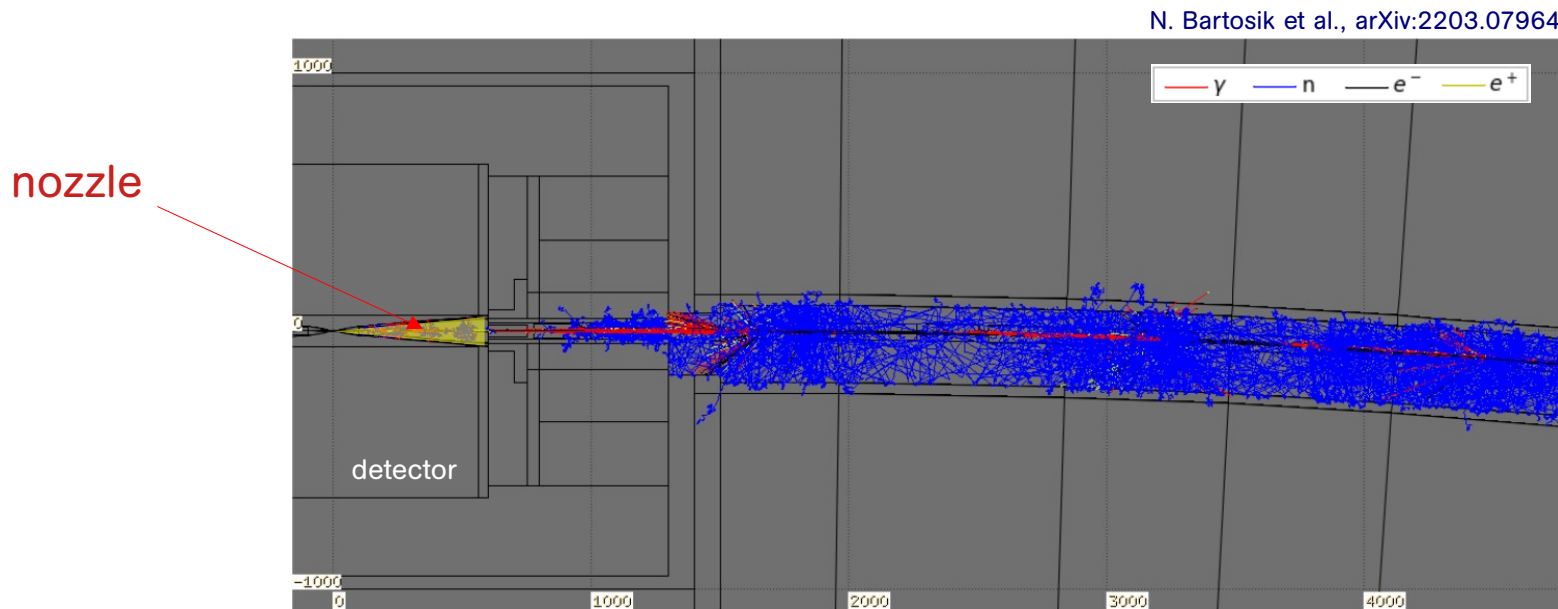 N. Bartosik et al., arXiv:2203.07964
1000
γ n e⁻ e⁺
nozzle
0
detector
-1000
0 1000 2000 3000 4000